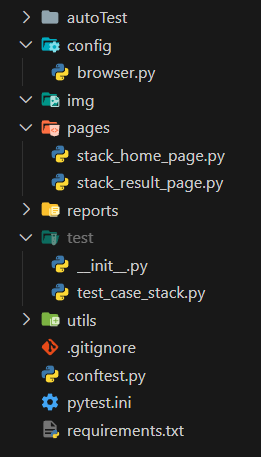 autoTest
config
browser.py
img
pages
stack_home_page.py
stack_result_page.py
reports
test
__init__.py
test_case_stack.py
utils
.gitignore
conftest.py
pytest.ini
requirements.txt